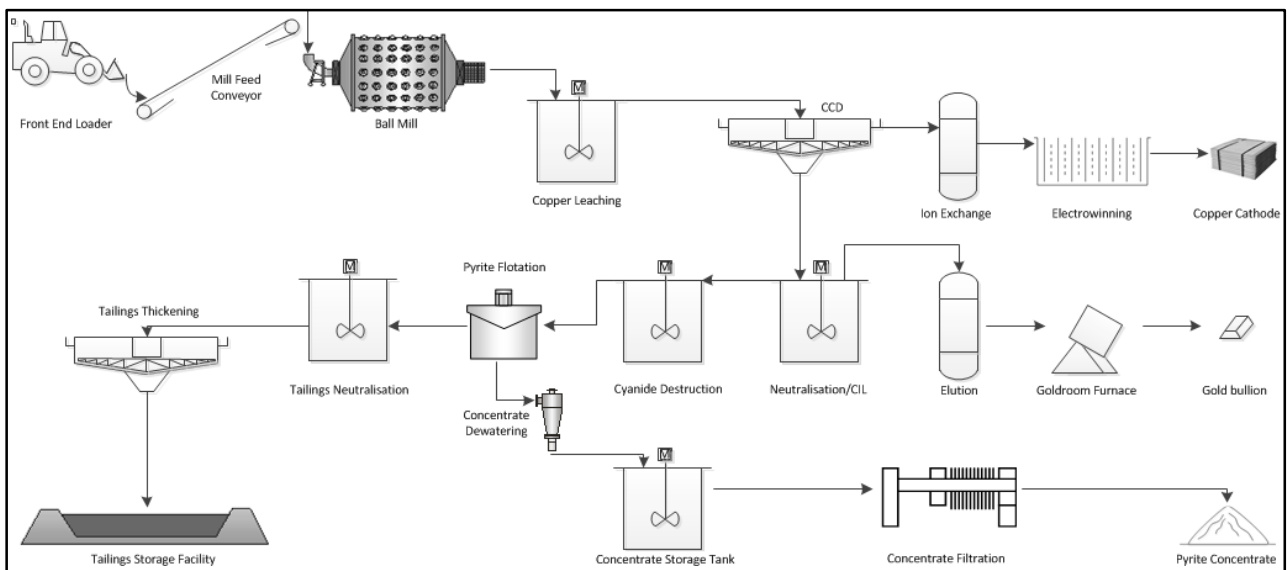 Front End Loader
Mill Feed
Conveyor
Ball Mill
M
Copper Leaching
CCD
Ion Exchange
Electrowinning
Copper Cathode
Tailings Thickening
M
Tailings Neutralisation
Pyrite Flotation
M
Cyanide Destruction
M
Neutralisation/CIL
Elution
Goldroom Furnace
Gold bullion
Concentrate
Dewatering
Tailings Storage Facility
M
Concentrate Storage Tank
Concentrate Filtration
Pyrite Concentrate